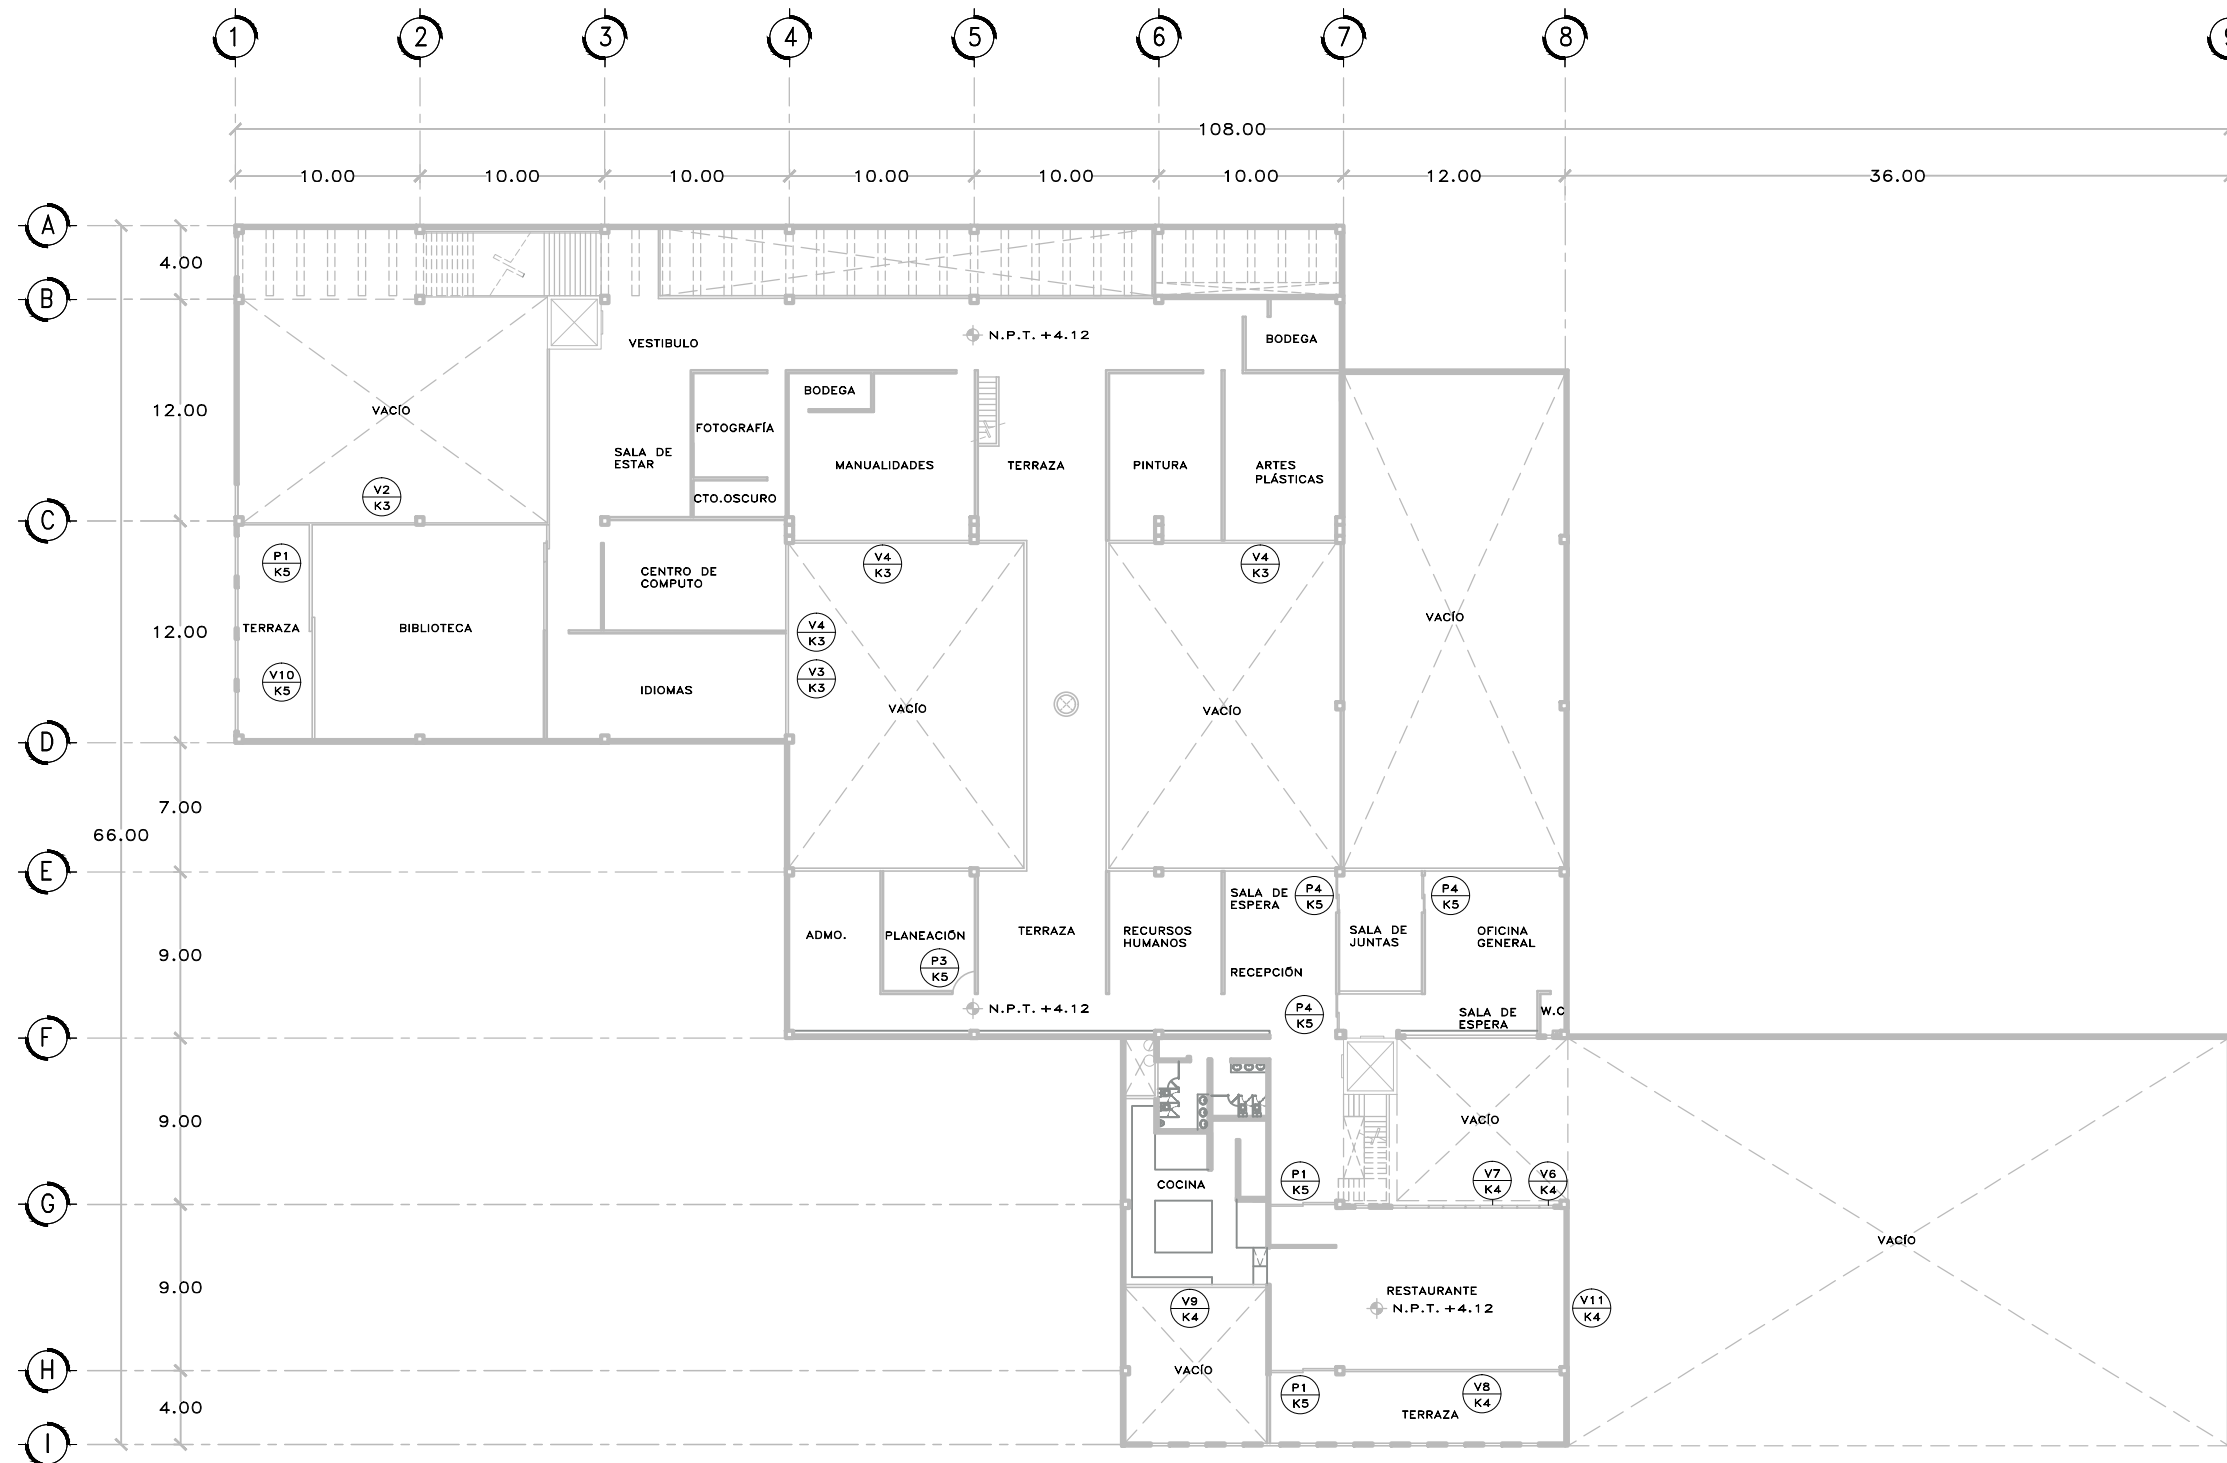 1 2 3 4 5 6 7 8
108.00
10.00 10.00 10.00 10.00 10.00 10.00 12.00 36.00
A
4.00
B
N.P.T. +4.12
VESTIBULO
BODEGA
BODEGA
12.00
VACÍO
FOTOGRAFÍA
SALA DE
ESTAR
MANUALIDADES
TERRAZA
PINTURA
ARTES
PLÁSTICAS
V2
K3
CTO.OSCURO
C
P1
K5
V4
K3
V4
K3
CENTRO DE
COMPUTO
VACÍO
12.00
TERRAZA
BIBLIOTECA
V4
K3
V10
K5
IDIOMAS
V3
K3
VACÍO
VACÍO
D
7.00
66.00
E
SALA DE
ESPERA
P4
K5
P4
K5
ADMO.
PLANEACIÓN
TERRAZA
RECURSOS
HUMANOS
SALA DE
JUNTAS
OFICINA
GENERAL
9.00
P3
K5
RECEPCIÓN
N.P.T. +4.12
P4
K5
SALA DE
ESPERA
W.C
F
9.00
VACÍO
COCINA
P1
K5
V7
K4
V6
K4
G
VACÍO
9.00
RESTAURANTE
N.P.T. +4.12
V9
K4
V11
K4
H
VACÍO
P1
K5
V8
K4
4.00
TERRAZA
I